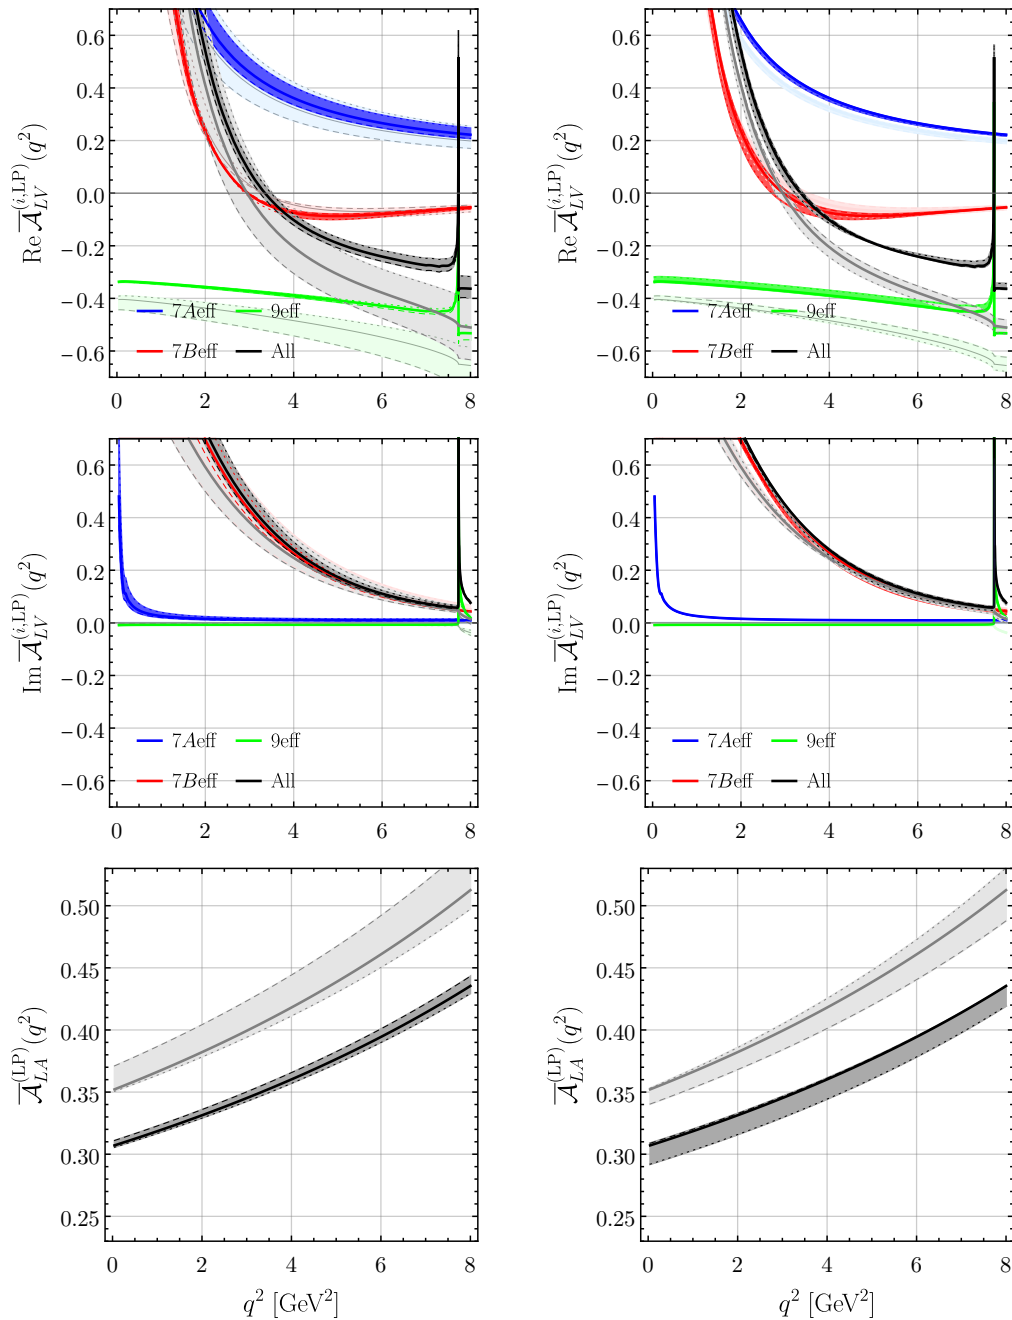 Re 𝒜̅_{LV}^{(i,LP)}(q²)
0.6
0.4
0.2
0.0
−0.2
−0.4
−0.6
7Aeff 9eff
7Beff All
0 2 4 6 8
Re 𝒜̅_{LV}^{(i,LP)}(q²)
0.6
0.4
0.2
0.0
−0.2
−0.4
−0.6
7Aeff 9eff
7Beff All
0 2 4 6 8
Im 𝒜̅_{LV}^{(i,LP)}(q²)
0.6
0.4
0.2
0.0
−0.2
−0.4
−0.6
7Aeff 9eff
7Beff All
0 2 4 6 8
Im 𝒜̅_{LV}^{(i,LP)}(q²)
0.6
0.4
0.2
0.0
−0.2
−0.4
−0.6
7Aeff 9eff
7Beff All
0 2 4 6 8
𝒜̅_{LA}^{(LP)}(q²)
0.50
0.45
0.40
0.35
0.30
0.25
0 2 4 6 8
q² [GeV²]
𝒜̅_{LA}^{(LP)}(q²)
0.50
0.45
0.40
0.35
0.30
0.25
0 2 4 6 8
q² [GeV²]